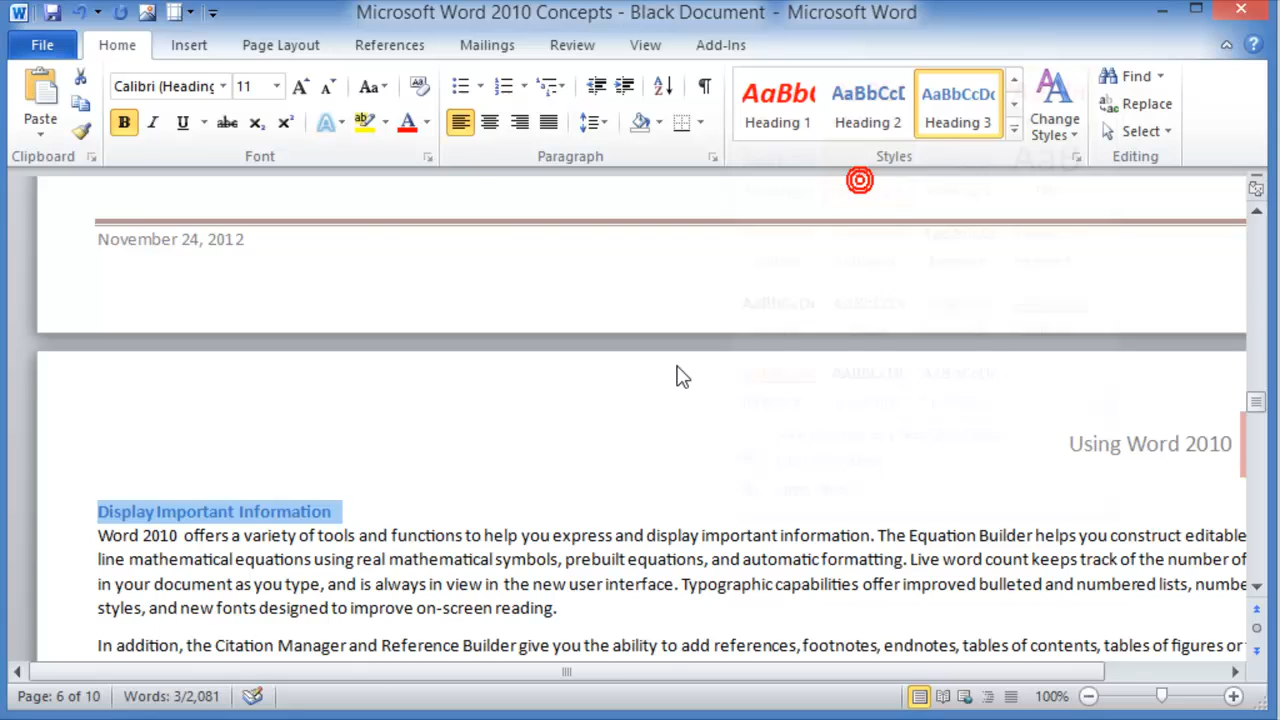 Microsoft Word 2010 Concepts - Black Document - Microsoft Word
File Home Insert Page Layout References Mailings Review View Add-Ins
Paste
Calibri (Heading 11
AaBb( AaBbCcD AaBbCcDc
Heading 1 Heading 2 Heading 3
Change Styles
Find
Replace
Select
Clipboard Font Paragraph Styles Editing
November 24, 2012
Using Word 2010
Display Important Information
Word 2010 offers a variety of tools and functions to help you express and display important information. The Equation Builder helps you construct editable
line mathematical equations using real mathematical symbols, prebuilt equations, and automatic formatting. Live word count keeps track of the number of
in your document as you type, and is always in view in the new user interface. Typographic capabilities offer improved bulleted and numbered lists, numbe
styles, and new fonts designed to improve on-screen reading.
In addition, the Citation Manager and Reference Builder give you the ability to add references, footnotes, endnotes, tables of contents, tables of figures or
Page: 6 of 10 Words: 3/2,081 100%